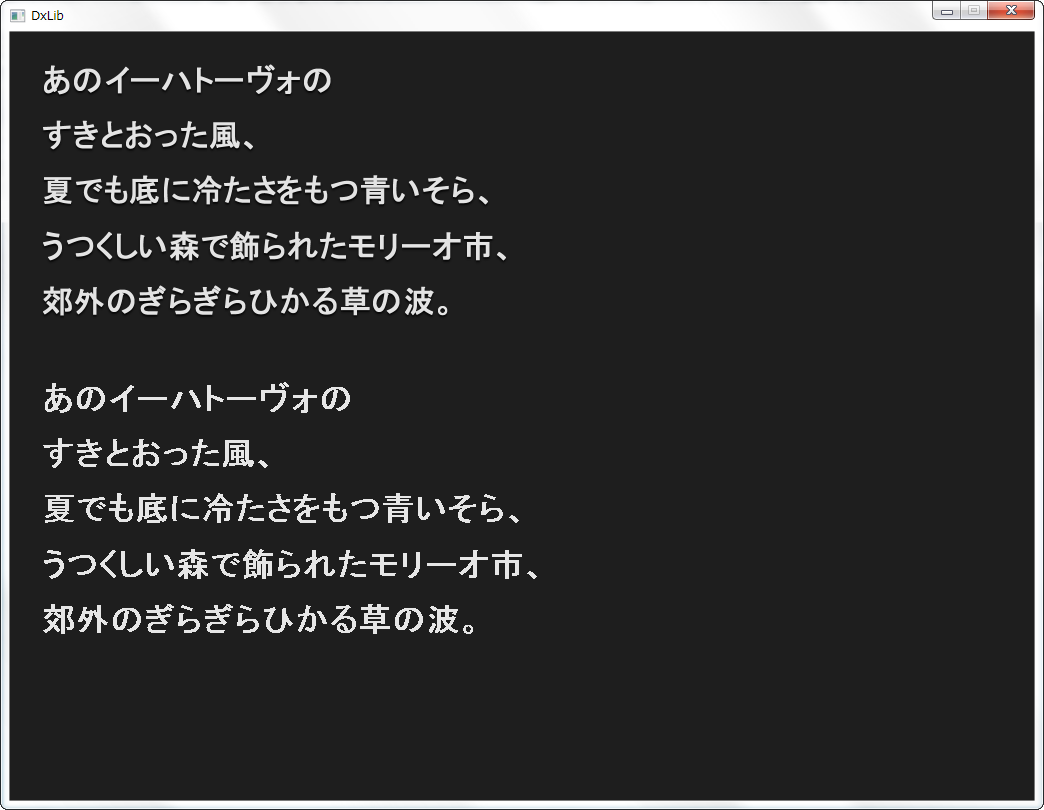 DxLib
あのイーハトーヴォの
すきとおった風、
夏でも底に冷たさをもつ青いそら、
うつくしい森で飾られたモリーオ市、
郊外のぎらぎらひかる草の波。
あのイーハトーヴォの
すきとおった風、
夏でも底に冷たさをもつ青いそら、
うつくしい森で飾られたモリーオ市、
郊外のぎらぎらひかる草の波。